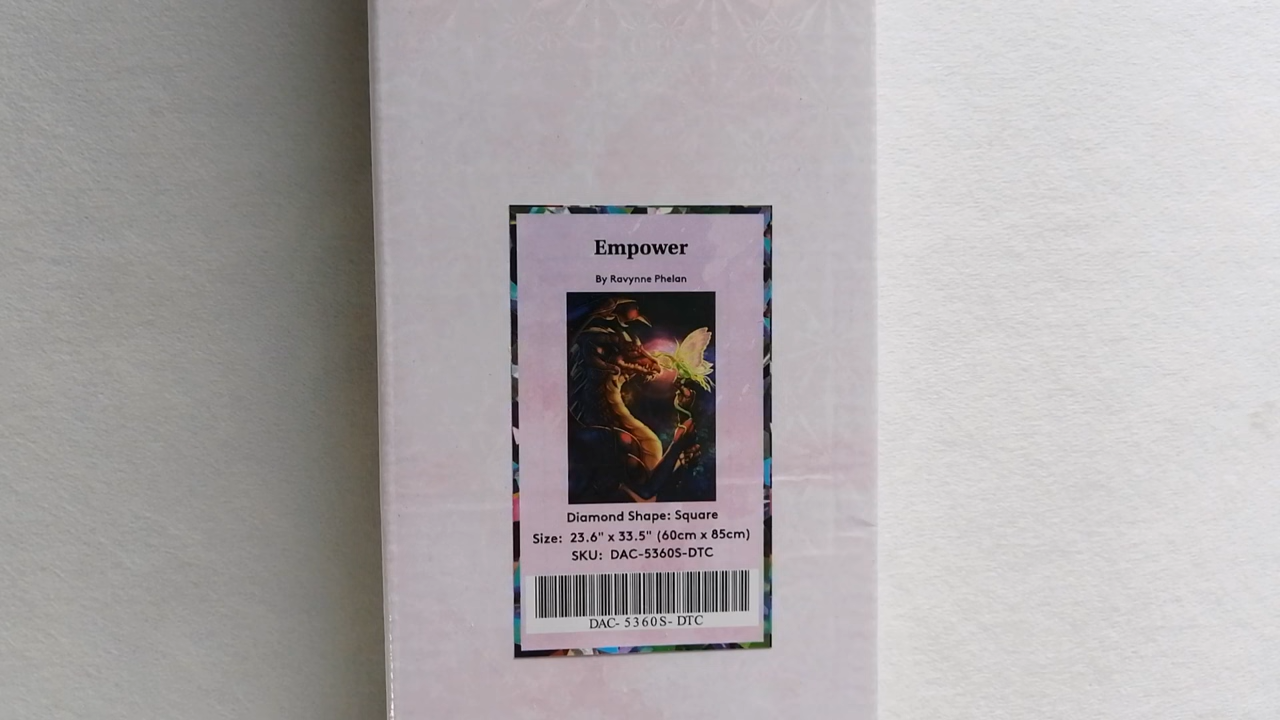 Empower
By Ravynne Phelan
Diamond Shape: Square
Size: 23.6" x 33.5" (60cm x 85cm)
SKU: DAC-5360S-DTC
DAC- 5360S- DTC